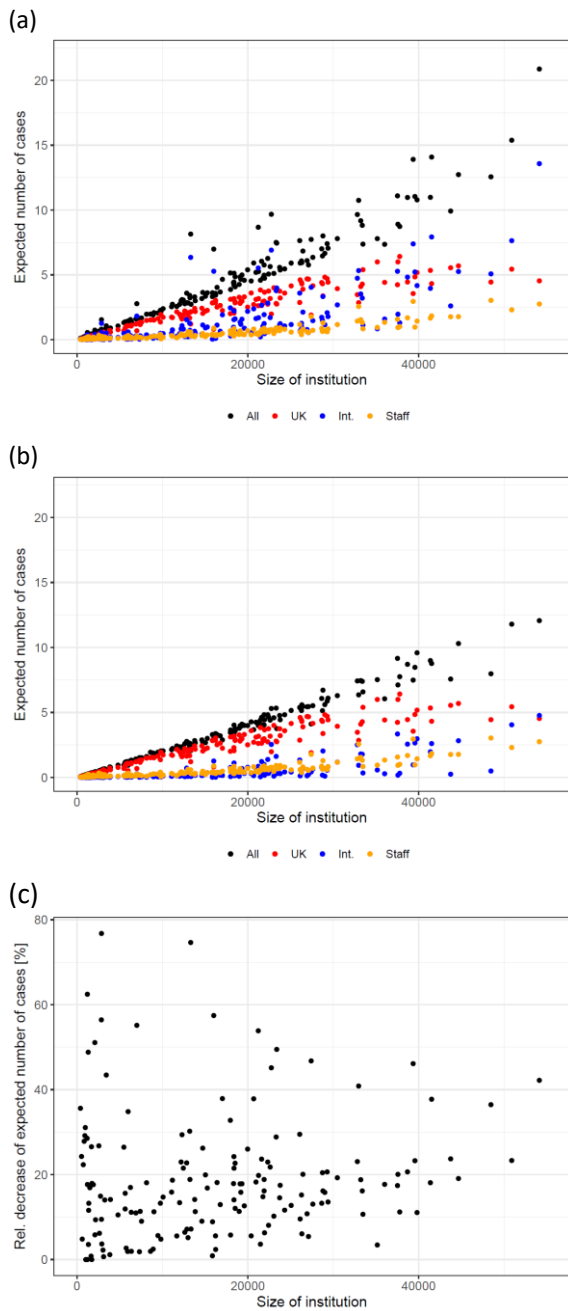 (a)
Expected number of cases
20
15
10
5
0
0 20000 40000
Size of institution
All UK Int. Staff
(b)
Expected number of cases
20
15
10
5
0
0 20000 40000
Size of institution
All UK Int. Staff
(c)
Rel. decrease of expected number of cases [%]
80
60
40
20
0
0 20000 40000
Size of institution